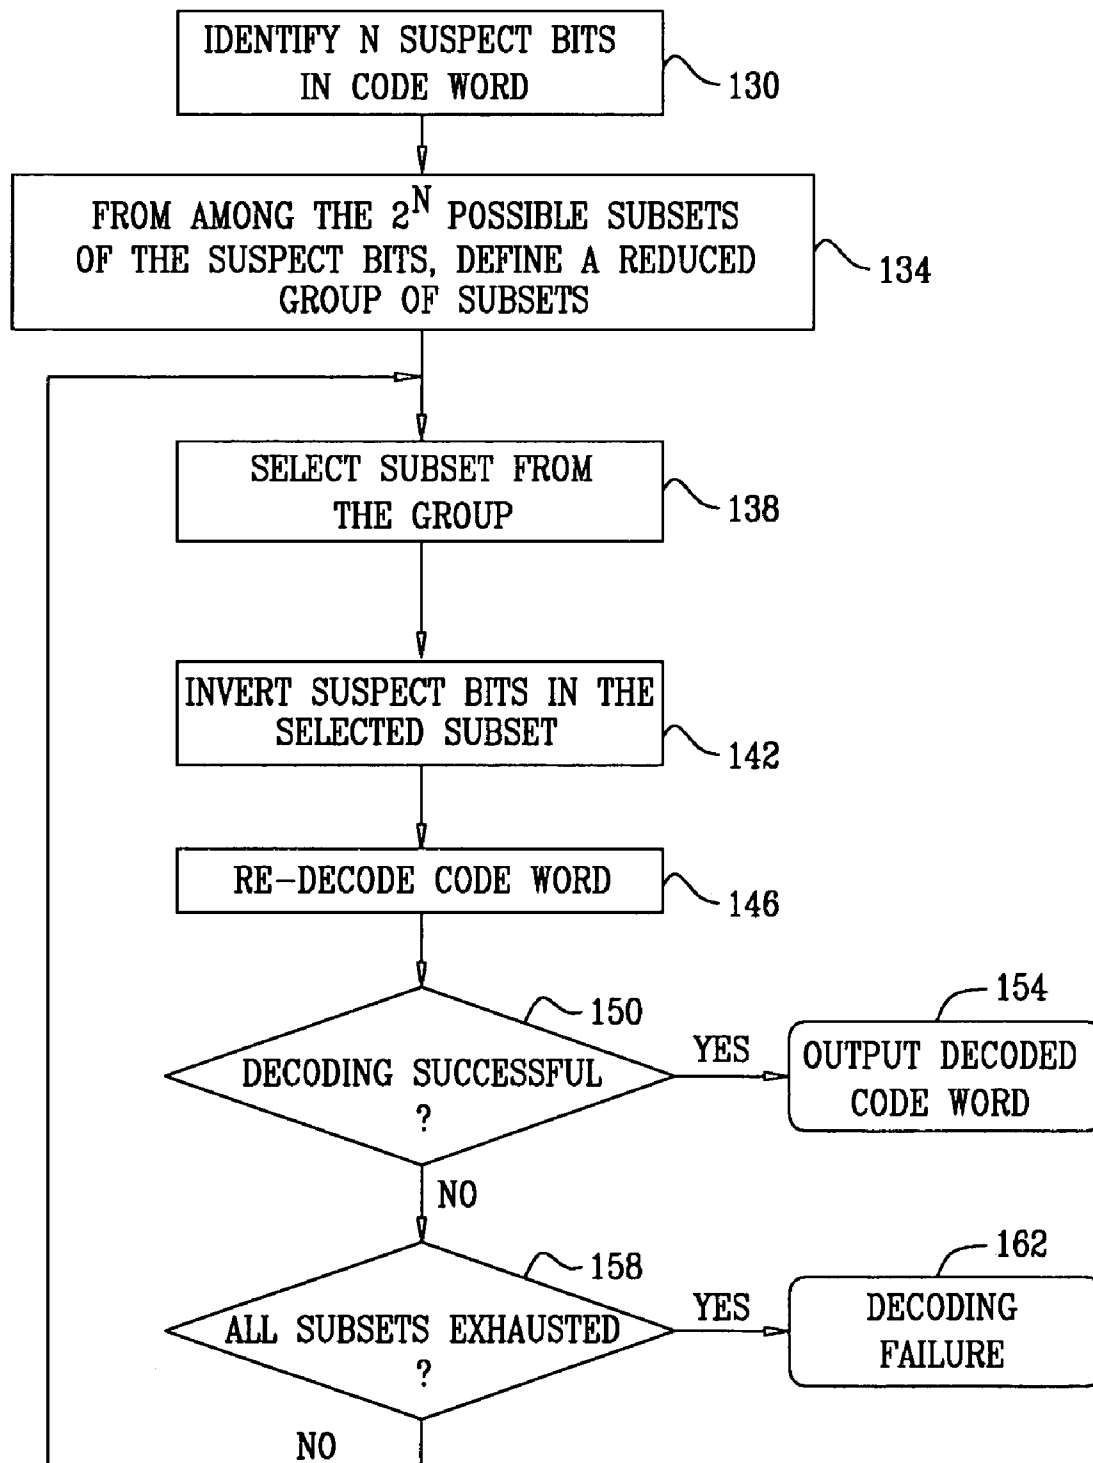 IDENTIFY N SUSPECT BITS
IN CODE WORD
130
FROM AMONG THE 2^N POSSIBLE SUBSETS
OF THE SUSPECT BITS, DEFINE A REDUCED
GROUP OF SUBSETS
134
SELECT SUBSET FROM
THE GROUP
138
INVERT SUSPECT BITS IN THE
SELECTED SUBSET
142
RE-DECODE CODE WORD
146
DECODING SUCCESSFUL
?
150
YES
154
OUTPUT DECODED
CODE WORD
NO
ALL SUBSETS EXHAUSTED
?
158
YES
162
DECODING
FAILURE
NO